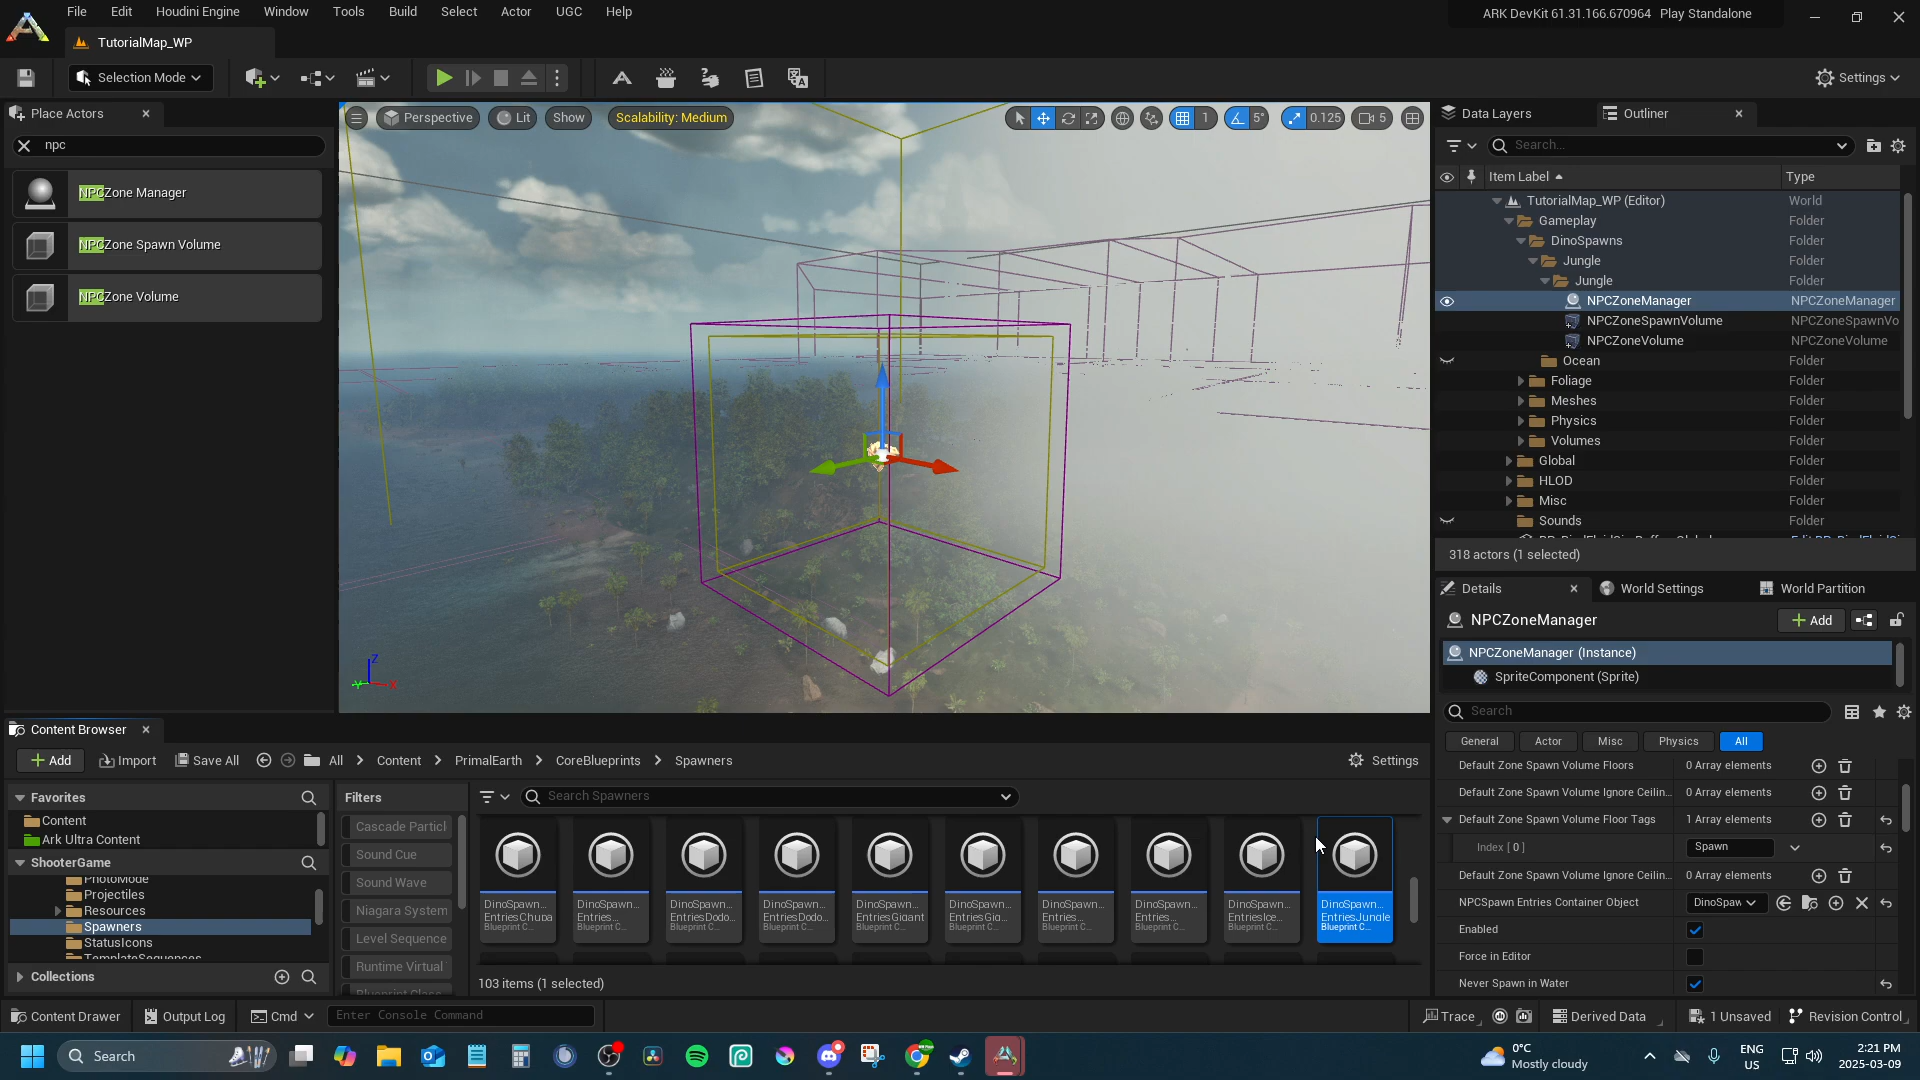 File Edit Houdini Engine Window Tools Build Select Actor UGC Help
ARK DevKit 61.31.166.670964 Play Standalone
TutorialMap_WP
Selection Mode
Settings
Place Actors
npc
NPCZone Manager
NPCZone Spawn Volume
NPCZone Volume
Perspective Lit Show Scalability: Medium
1 5° 0.125 5
Z
Y X
Data Layers Outliner
Search...
Item Label Type
TutorialMap_WP (Editor) World
Gameplay Folder
DinoSpawns Folder
Jungle Folder
Jungle Folder
NPCZoneManager NPCZoneManager
NPCZoneSpawnVolume NPCZoneSpawnVo
NPCZoneVolume NPCZoneVolume
Ocean Folder
Foliage Folder
Meshes Folder
Physics Folder
Volumes Folder
Global Folder
HLOD Folder
Misc Folder
Sounds Folder
318 actors (1 selected)
Details World Settings World Partition
NPCZoneManager
Add
NPCZoneManager (Instance)
SpriteComponent (Sprite)
Search
General Actor Misc Physics All
Default Zone Spawn Volume Floors 0 Array elements
Default Zone Spawn Volume Ignore Ceilin... 0 Array elements
Default Zone Spawn Volume Floor Tags 1 Array elements
Index [ 0 ] Spawn
Default Zone Spawn Volume Ignore Ceilin... 0 Array elements
NPCSpawn Entries Container Object DinoSpaw
Enabled
Force in Editor
Never Spawn in Water
Content Browser
Add Import Save All All Content PrimalEarth CoreBlueprints Spawners Settings
Favorites
Content
Ark Ultra Content
ShooterGame
PhotoMode
Projectiles
Resources
Spawners
StatusIcons
TemplateSequences
Collections
Filters
Cascade Particl
Sound Cue
Sound Wave
Niagara System
Level Sequence
Runtime Virtual
Blueprint Class
Search Spawners
DinoSpawn... DinoSpawn... DinoSpawn... DinoSpawn... DinoSpawn... DinoSpawn... DinoSpawn... DinoSpawn... DinoSpawn... DinoSpawn...
EntriesChupa Entries... EntriesDodo... EntriesDodo... EntriesGigant EntriesGig... Entries... Entries... EntriesIce... EntriesJungle
Blueprint C... Blueprint C... Blueprint C... Blueprint C... Blueprint C... Blueprint C... Blueprint C... Blueprint C... Blueprint C... Blueprint C...
103 items (1 selected)
Content Drawer Output Log Cmd Enter Console Command
Trace Derived Data 1 Unsaved Revision Control
Search
0°C
Mostly cloudy
ENG
US
2:21 PM
2025-03-09